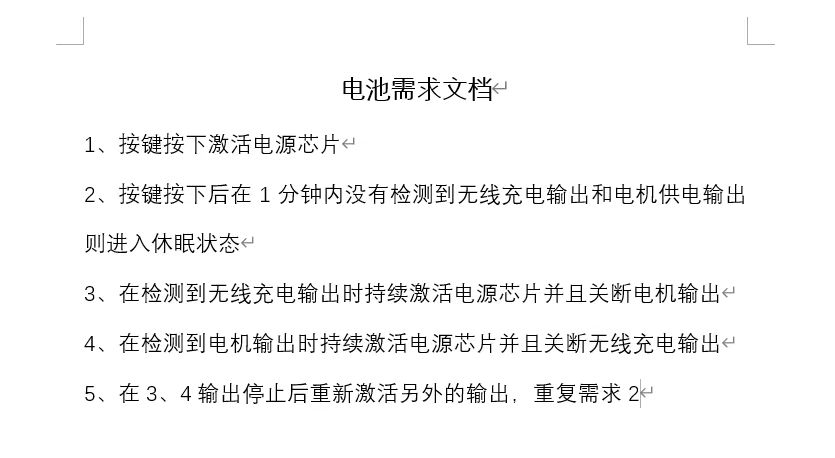 电池需求文档
1、按键按下激活电源芯片
2、按键按下后在 1 分钟内没有检测到无线充电输出和电机供电输出
则进入休眠状态
3、在检测到无线充电输出时持续激活电源芯片并且关断电机输出
4、在检测到电机输出时持续激活电源芯片并且关断无线充电输出
5、在 3、4 输出停止后重新激活另外的输出，重复需求 2